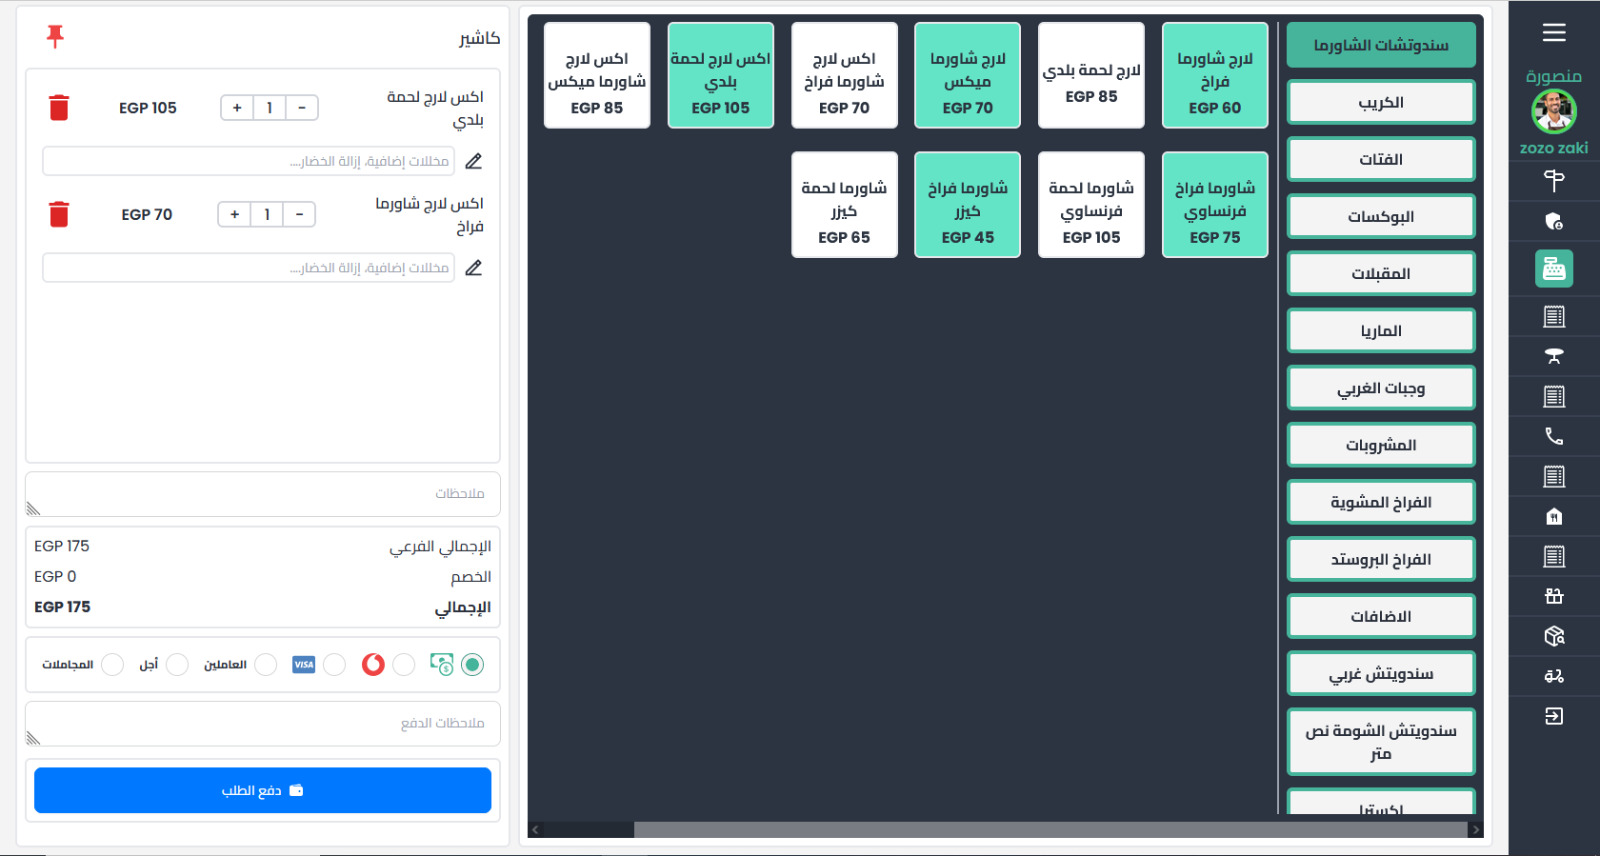 منصورة
zozo zaki
سندوتشات الشاورما
الكريب
الفتات
البوكسات
المقبلات
الماريا
وجبات الغربي
المشروبات
الفراخ المشوية
الفراخ البروستد
الاضافات
سندويتش غربي
سندويتش الشومة نص
متر
اكسترا
لارج شاورما
فراخ
EGP 60
لارج لحمة بلدي
EGP 85
لارج شاورما
ميكس
EGP 70
اكس لارج
شاورما فراخ
EGP 70
اكس لارج لحمة
بلدي
EGP 105
اكس لارج
شاورما ميكس
EGP 85
شاورما فراخ
فرنساوي
EGP 75
شاورما لحمة
فرنساوي
EGP 105
شاورما فراخ
كيزر
EGP 45
شاورما لحمة
كيزر
EGP 65
كاشير
اكس لارج لحمة
بلدي
- 1 +
EGP 105
مخللات إضافية، إزالة الخضار....
اكس لارج شاورما
فراخ
- 1 +
EGP 70
مخللات إضافية، إزالة الخضار....
ملاحظات
الإجمالي الفرعي EGP 175
الخصم EGP 0
الإجمالي EGP 175
VISA العاملين أجل المجاملات
ملاحظات الدفع
دفع الطلب